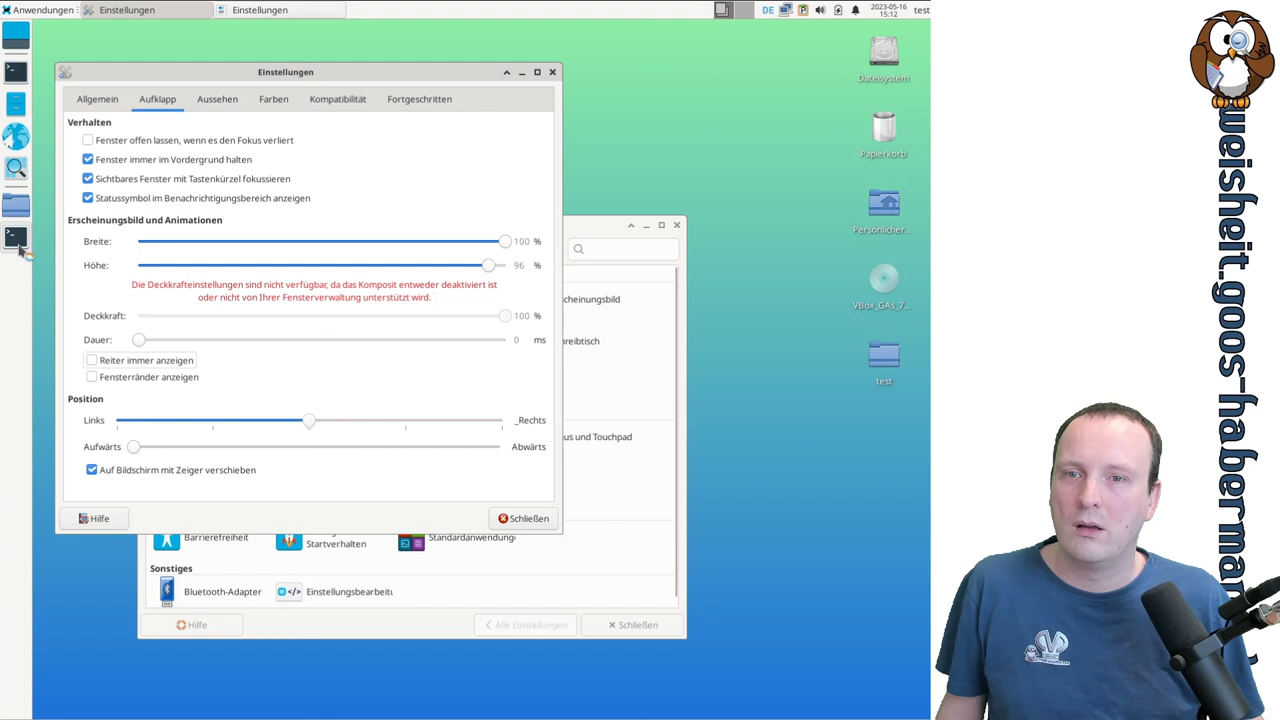 Anwendungen
Einstellungen
Einstellungen
DE
2023-05-16
15:12
test
Einstellungen
Allgemein
Aufklapp
Aussehen
Farben
Kompatibilität
Fortgeschritten
Verhalten
Fenster offen lassen, wenn es den Fokus verliert
Fenster immer im Vordergrund halten
Sichtbares Fenster mit Tastenkürzel fokussieren
Statussymbol im Benachrichtigungsbereich anzeigen
Erscheinungsbild und Animationen
Breite: 100 %
Höhe: 96 %
Die Deckkrafteinstellungen sind nicht verfügbar, da das Komposit entweder deaktiviert ist
oder nicht von Ihrer Fensterverwaltung unterstützt wird.
Deckkraft: 100 %
Dauer: 0 ms
Reiter immer anzeigen
Fensterränder anzeigen
Position
Links _Rechts
Aufwärts Abwärts
Auf Bildschirm mit Zeiger verschieben
Hilfe
Schließen
scheinungsbild
reibtisch
us und Touchpad
Barrierefreiheit
Startverhalten
Standardanwendung
Sonstiges
Bluetooth-Adapter
Einstellungsbearbeit
Hilfe
Alle Einstellungen
Schließen
Dateisystem
Papierkorb
Persönlicher...
VBox_GAs_7...
test
weisheit.goos-haberma